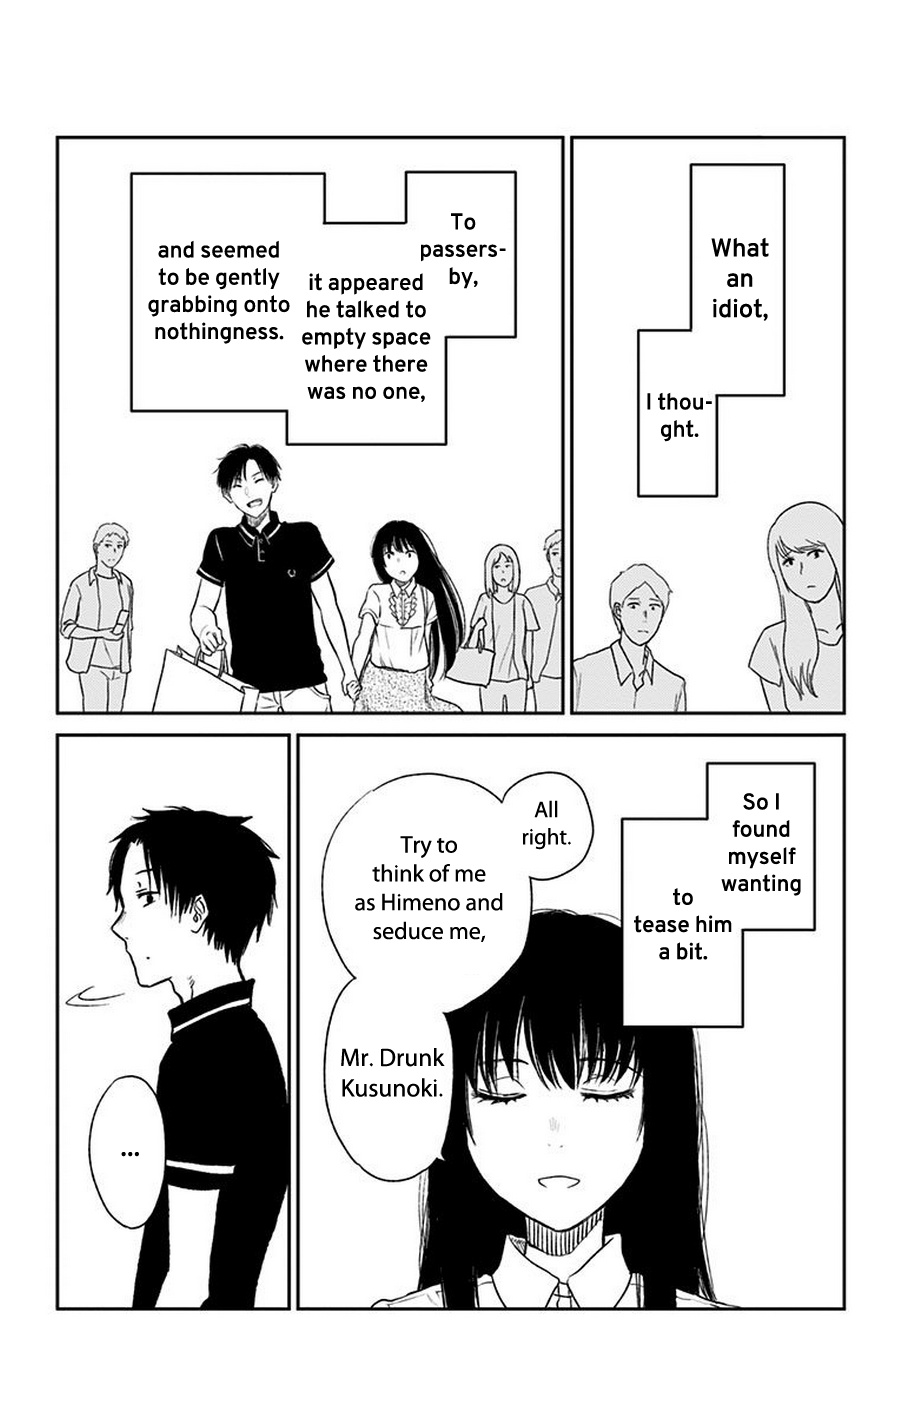 What
an
idiot,
I thou-
ght.
To
passers-
by,
it appeared
he talked to
empty space
where there
was no one,
and seemed
to be gently
grabbing onto
nothingness.
So I
found
myself
wanting
to
tease him
a bit.
All
right.
Try to
think of me
as Himeno and
seduce me,
Mr. Drunk
Kusunoki.
...